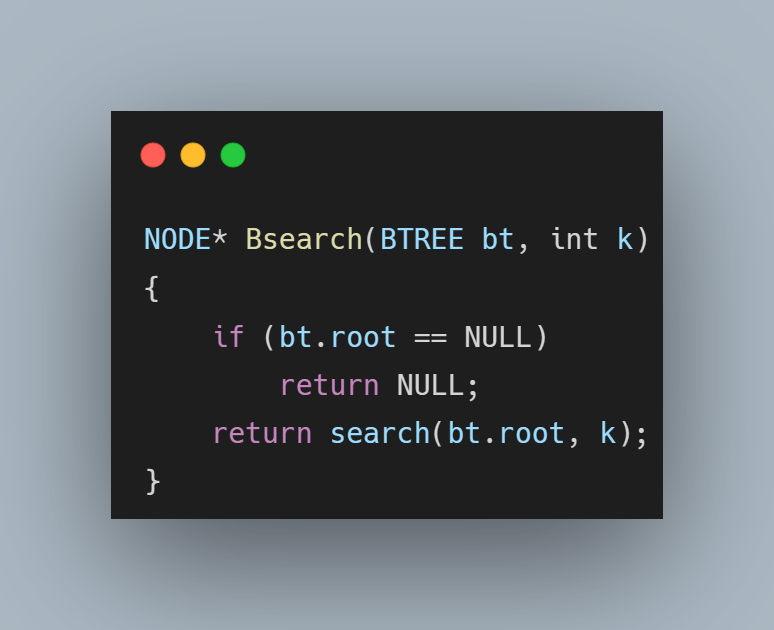 NODE* Bsearch(BTREE bt, int k)
{
    if (bt.root == NULL)
        return NULL;
    return search(bt.root, k);
}